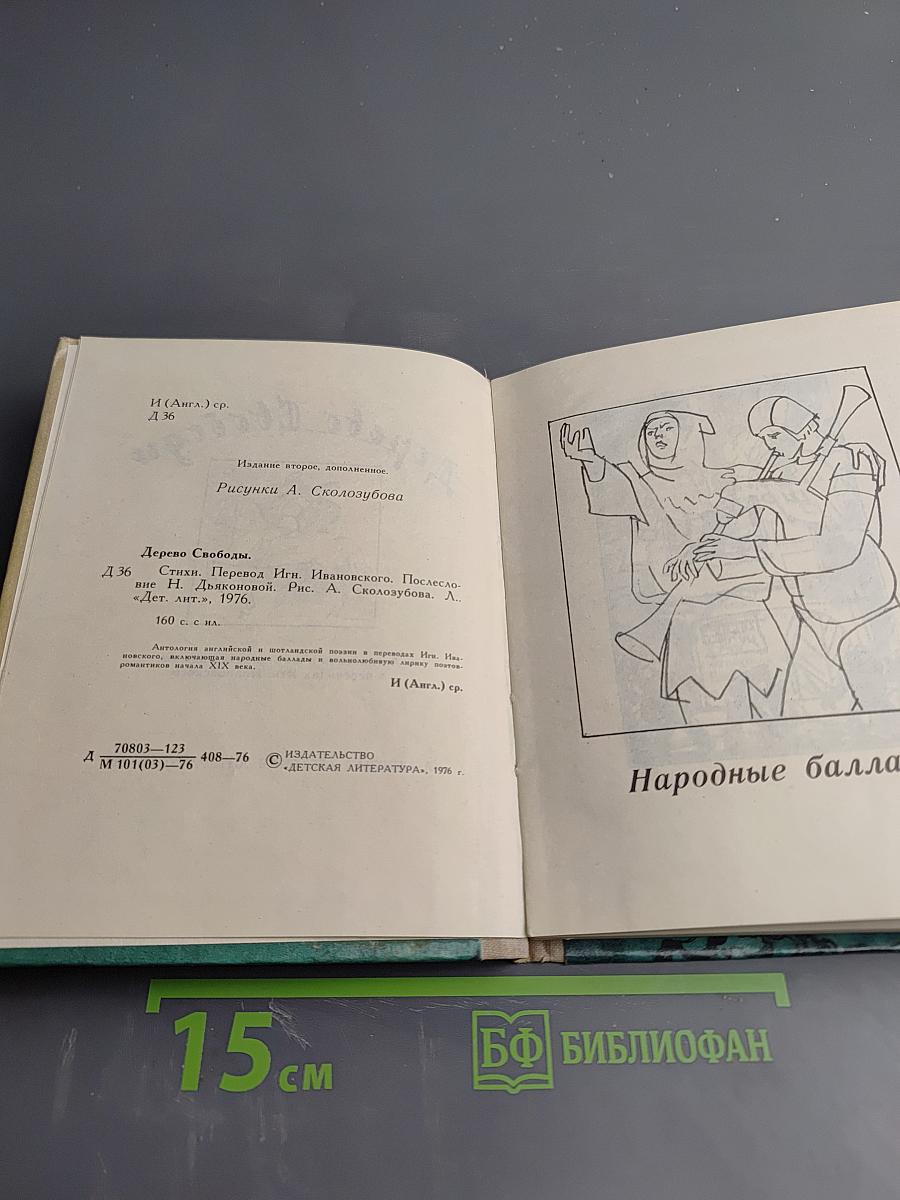 И (Англ.) ср.
Д 36
Издание второе, дополненное.
Рисунки А. Сколозубова
Дерево Свободы.
Д 36 Стихи. Перевод Игн. Ивановского. Послесло-
вие Н. Дьяконовой. Рис. А. Сколозубова. Л.,
«Дет. лит.», 1976.
160 с. с ил.
Антология английской и шотландской поэзии в переводах Игн. Ива-
новского, включающая народные баллады и вольнолюбивую лирику поэтов-
романтиков начала XIX века.
И (Англ.) ср.
Д 70803—123
М 101(03)—76 408—76
© ИЗДАТЕЛЬСТВО
«ДЕТСКАЯ ЛИТЕРАТУРА», 1976 г.
Народные балла
15 см
БФ БИБЛИОФАН